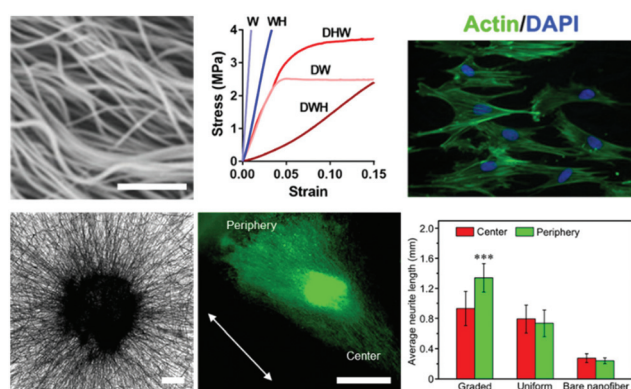 W WH
DHW
DW
DWH
Stress (MPa)
4
3
2
1
0
0.00 0.05 0.10 0.15
Strain
Actin/DAPI
Periphery
Center
Average neurite length (mm)
2.0
1.6
1.2
0.8
0.4
0
Center
Periphery
***
Graded Uniform Bare nanofiber